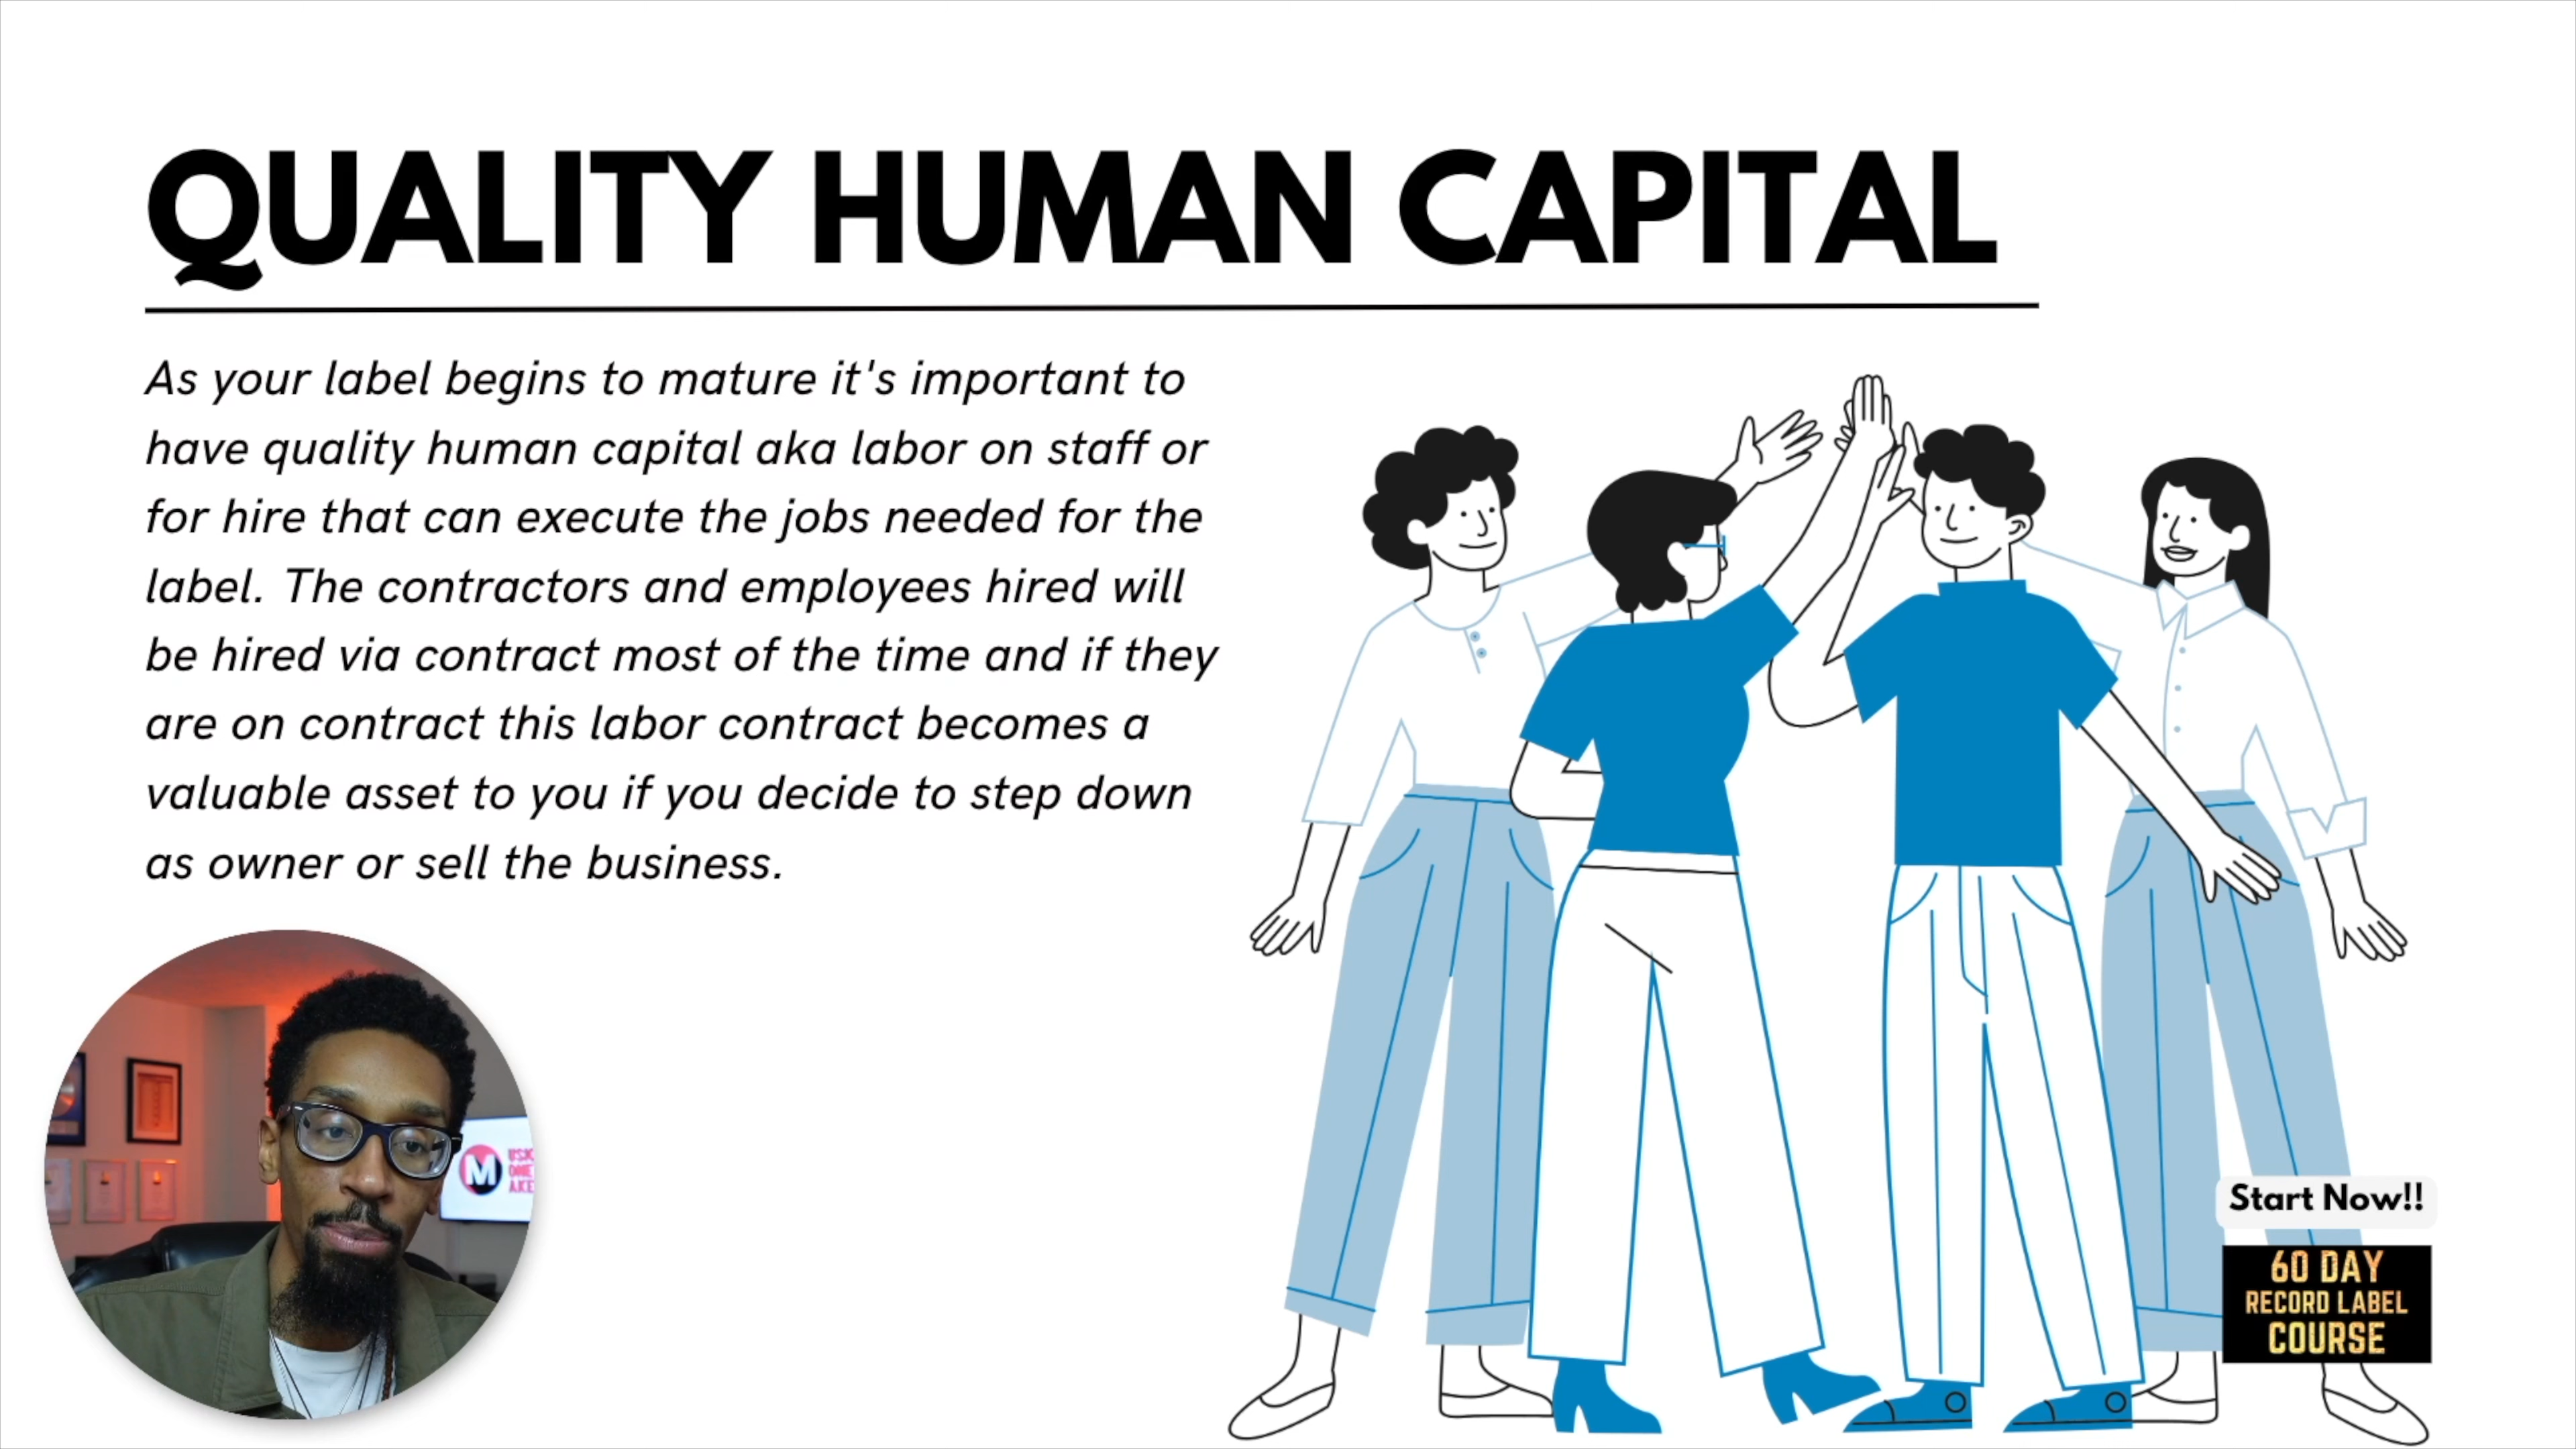 QUALITY HUMAN CAPITAL
As your label begins to mature it's important to
have quality human capital aka labor on staff or
for hire that can execute the jobs needed for the
label. The contractors and employees hired will
be hired via contract most of the time and if they
are on contract this labor contract becomes a
valuable asset to you if you decide to step down
as owner or sell the business.
M
Start Now!!
60 DAY
RECORD LABEL
COURSE